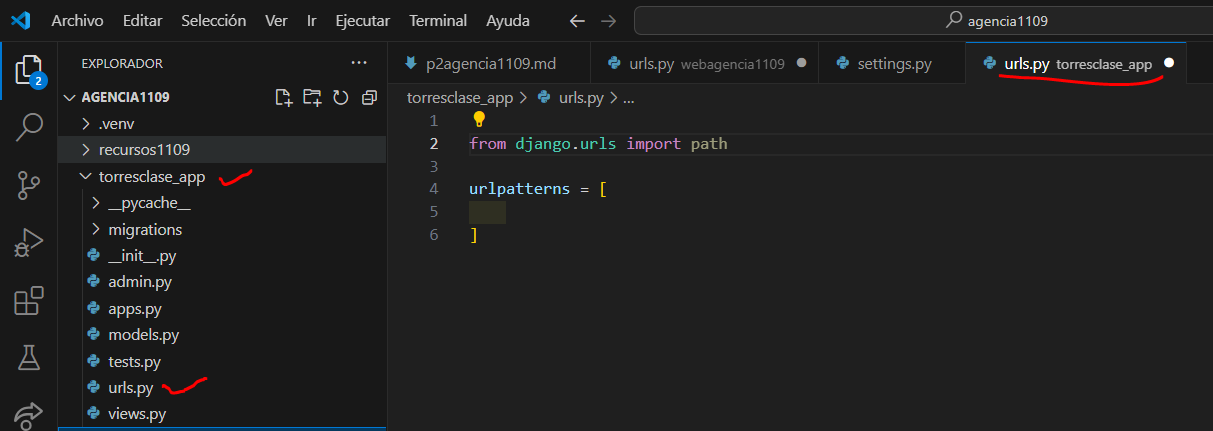 Archivo Editar Selección Ver Ir Ejecutar Terminal Ayuda agencia1109
EXPLORADOR ...
2
AGENCIA1109
.venv
recursos1109
torresclase_app
__pycache__
migrations
__init__.py
admin.py
apps.py
models.py
tests.py
urls.py
views.py
p2agencia1109.md urls.py webagencia1109 settings.py urls.py torresclase_app
torresclase_app > urls.py > ...
1
2 from django.urls import path
3
4 urlpatterns = [
5
6 ]